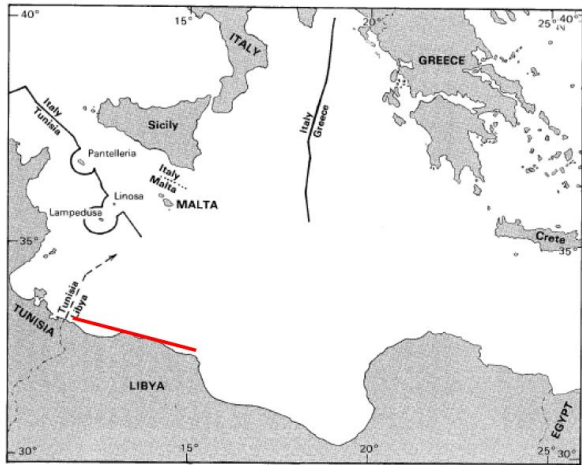 40°
15°
20°
25°
40°
ITALY
GREECE
Italy
Tunisia
Italy
Greece
Sicily
Pantelleria
Italy
Malta
Linosa
MALTA
Lampedusa
35°
Crete
35°
Tunisia
Libya
TUNISIA
LIBYA
EGYPT
30°
15°
20°
25°
30°